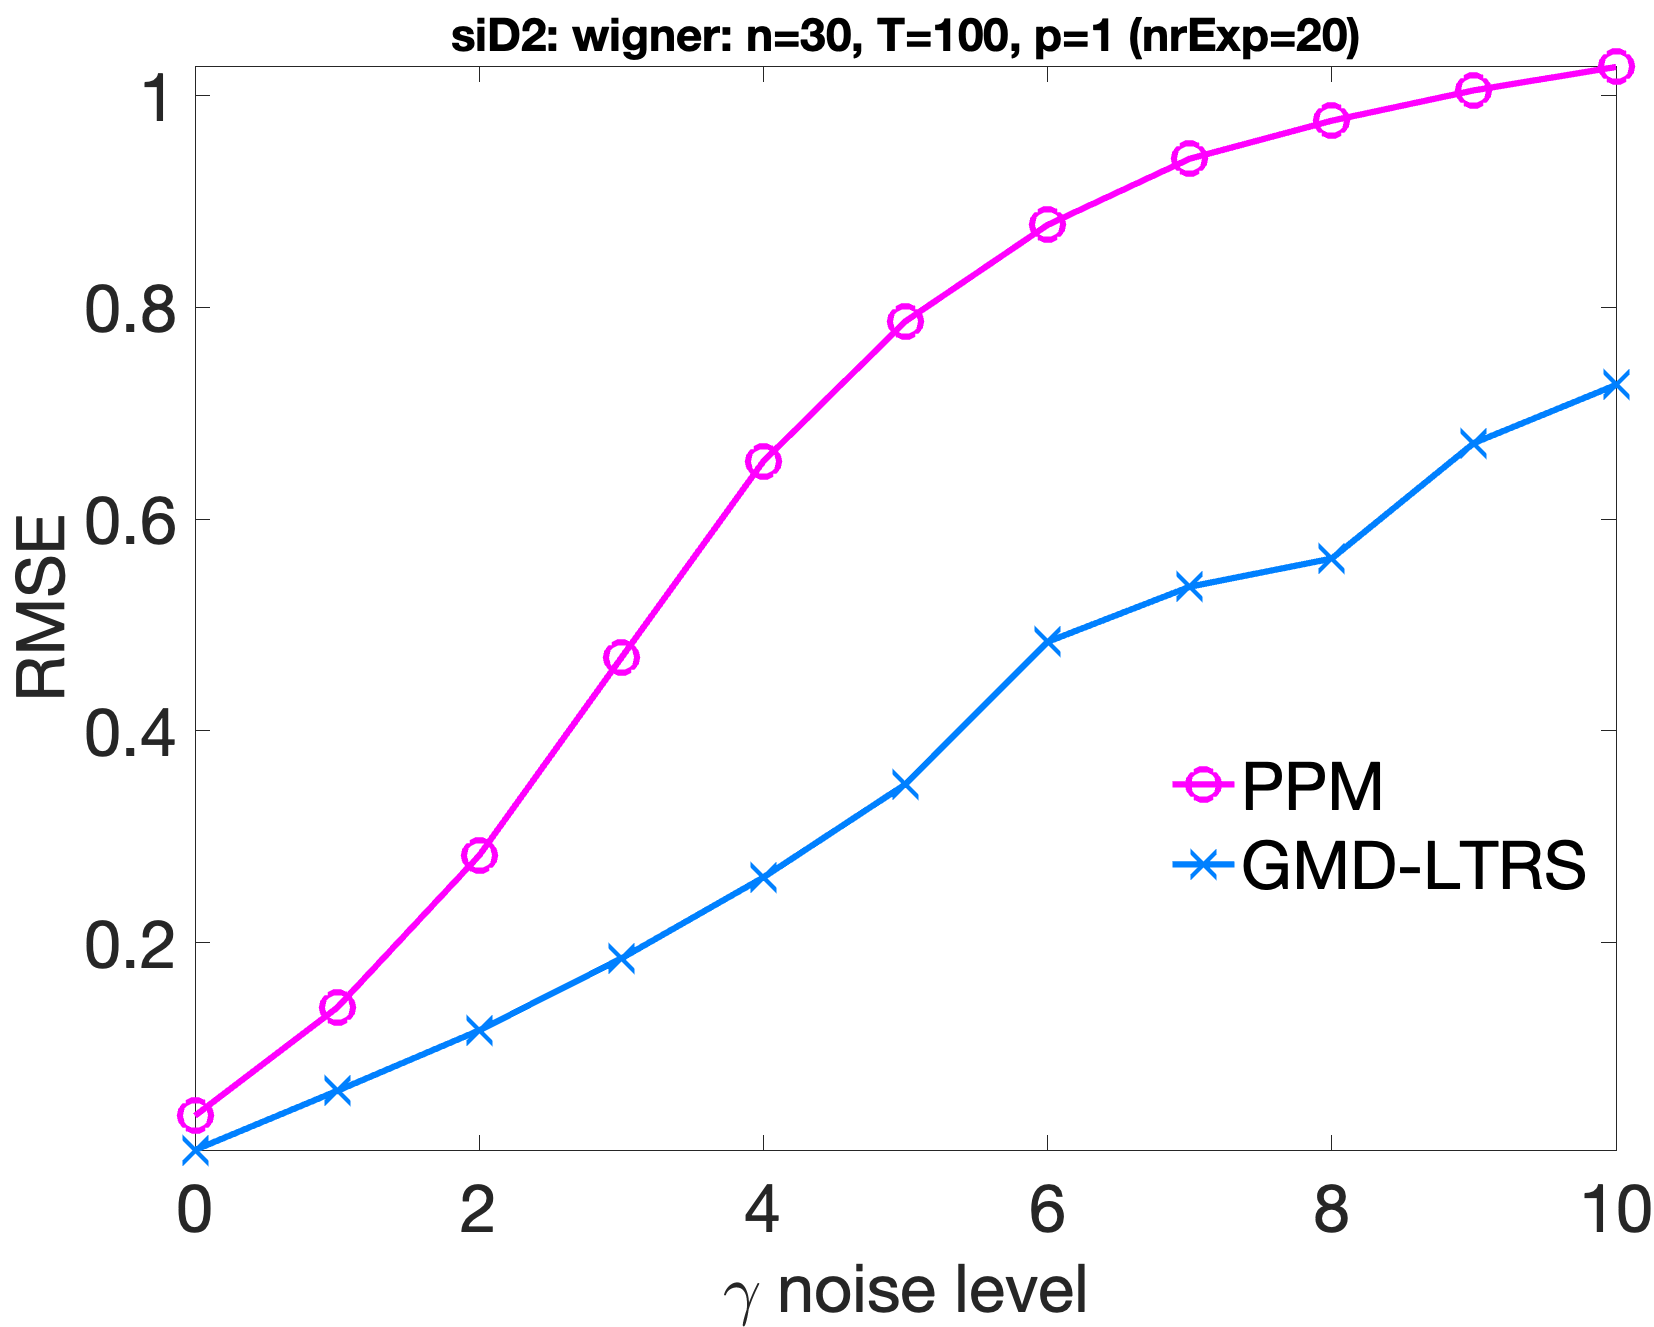 siD2: wigner: n=30, T=100, p=1 (nrExp=20)
1
0.8
0.6
0.4
0.2
RMSE
PPM
GMD-LTRS
0 2 4 6 8 10
γ noise level